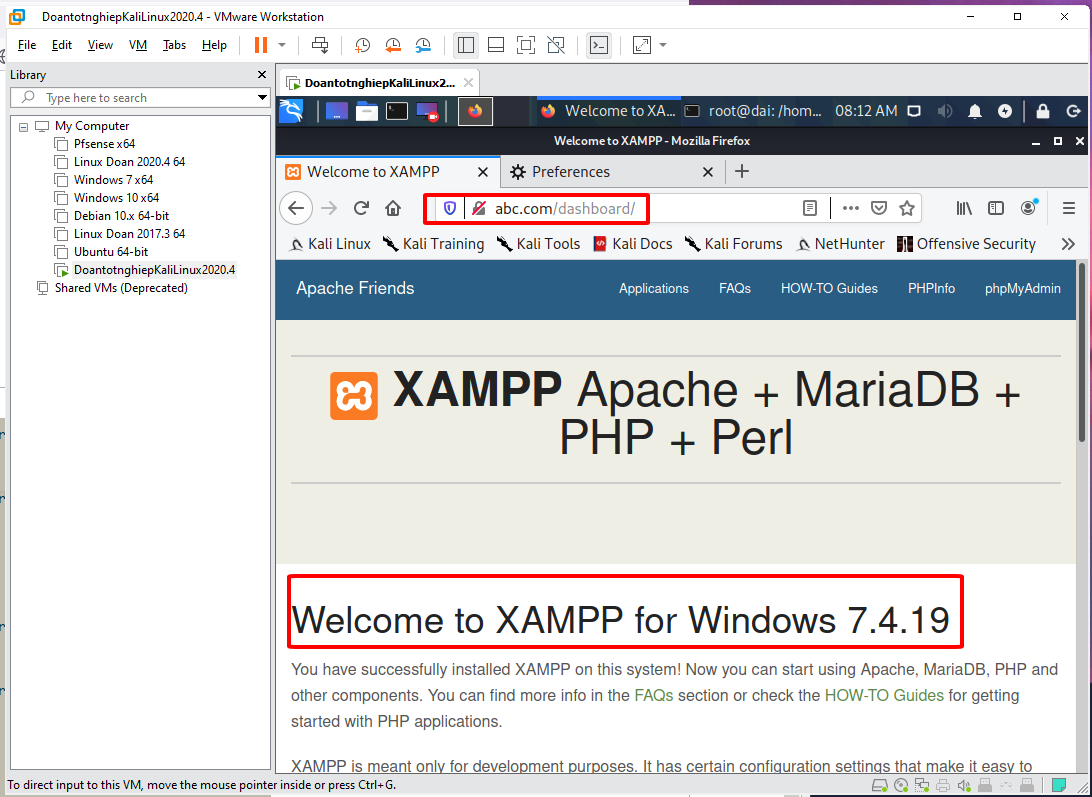 DoantotnghiepKaliLinux2020.4 - VMware Workstation
File Edit View VM Tabs Help
Library
Type here to search
My Computer
Pfsense x64
Linux Doan 2020.4 64
Windows 7 x64
Windows 10 x64
Debian 10.x 64-bit
Linux Doan 2017.3 64
Ubuntu 64-bit
DoantotnghiepKaliLinux2020.4
Shared VMs (Deprecated)
DoantotnghiepKaliLinux2...
Welcome to XA... root@dai: /hom... 08:12 AM
Welcome to XAMPP - Mozilla Firefox
Welcome to XAMPP Preferences
abc.com/dashboard/
Kali Linux Kali Training Kali Tools Kali Docs Kali Forums NetHunter Offensive Security
Apache Friends Applications FAQs HOW-TO Guides PHPInfo phpMyAdmin
XAMPP Apache + MariaDB +
PHP + Perl
Welcome to XAMPP for Windows 7.4.19
You have successfully installed XAMPP on this system! Now you can start using Apache, MariaDB, PHP and
other components. You can find more info in the FAQs section or check the HOW-TO Guides for getting
started with PHP applications.
XAMPP is meant only for development purposes. It has certain configuration settings that make it easy to
To direct input to this VM, move the mouse pointer inside or press Ctrl+G.